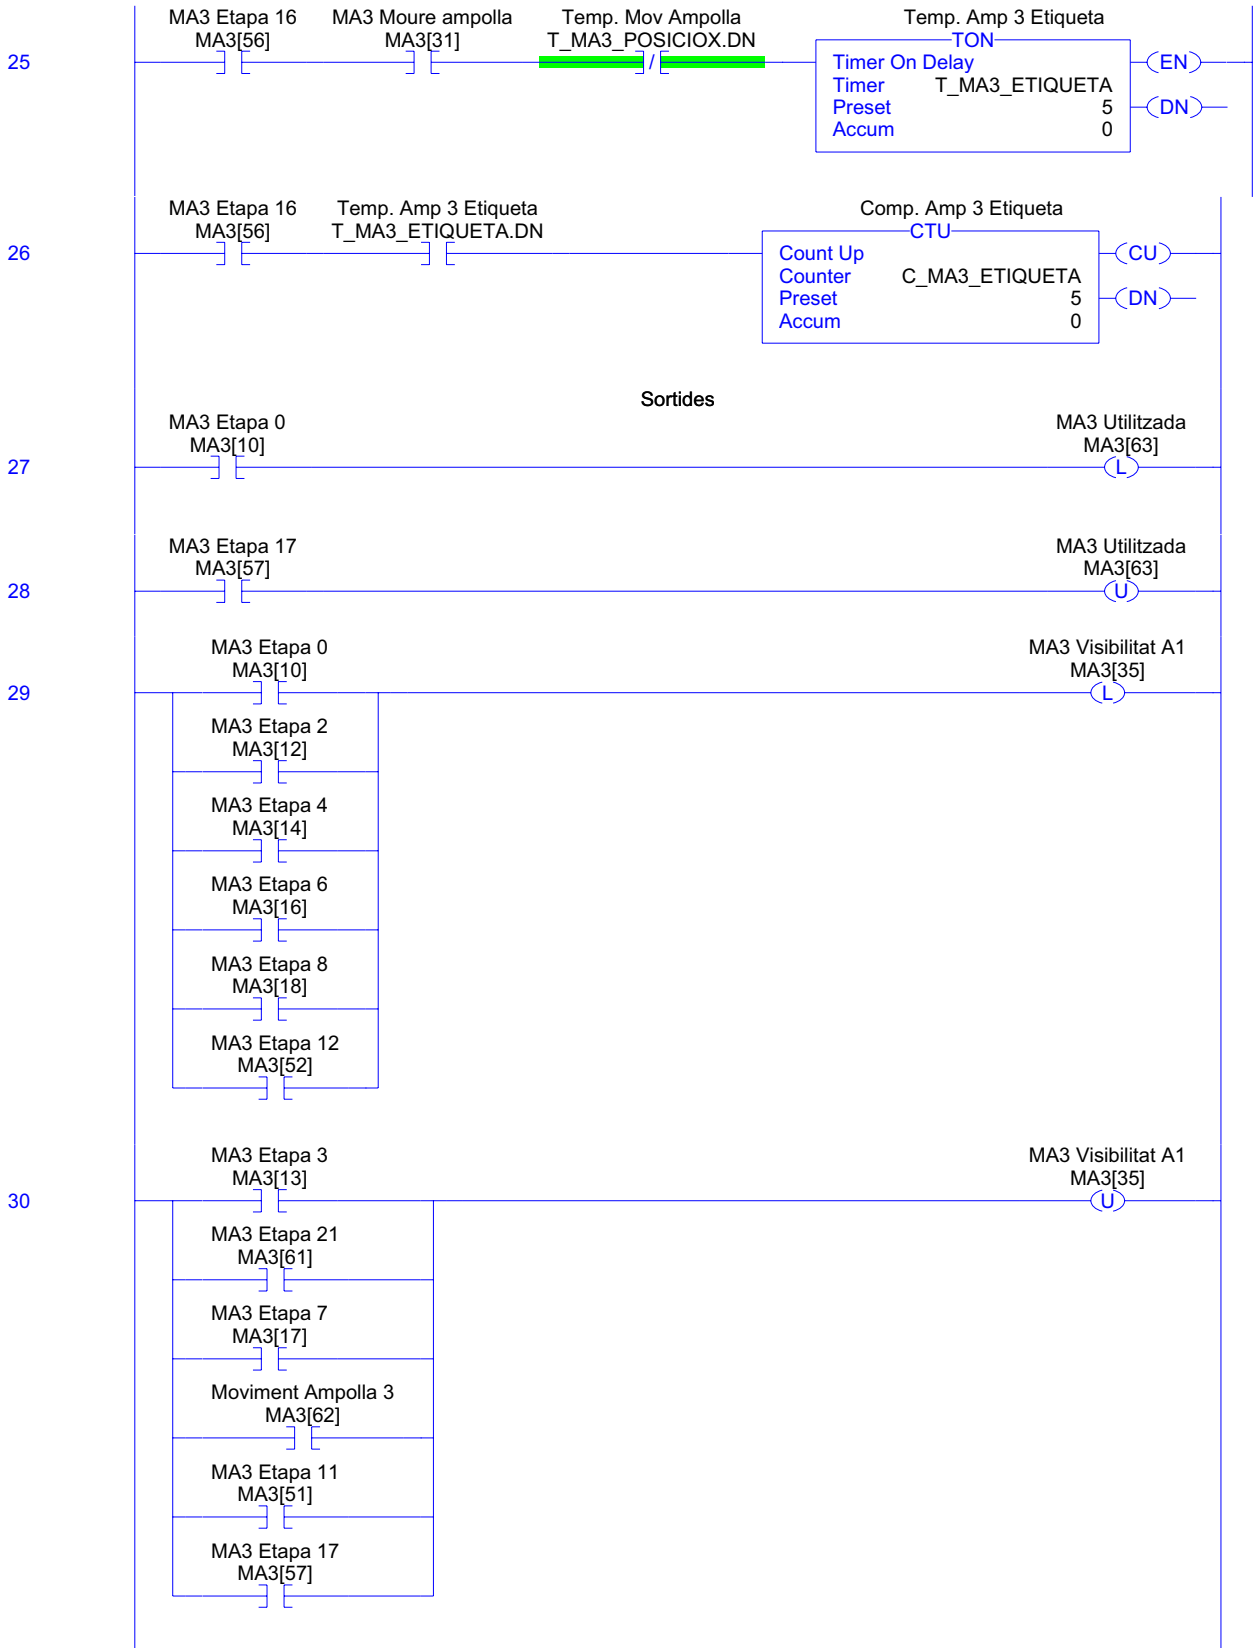 MA3 Etapa 16 MA3 Moure ampolla Temp. Mov Ampolla Temp. Amp 3 Etiqueta
MA3[56] MA3[31] T_MA3_POSICIOX.DN TON
25 / Timer On Delay EN
Timer T_MA3_ETIQUETA
Preset 5 DN
Accum 0
MA3 Etapa 16 Temp. Amp 3 Etiqueta Comp. Amp 3 Etiqueta
MA3[56] T_MA3_ETIQUETA.DN CTU
26 Count Up CU
Counter C_MA3_ETIQUETA
Preset 5 DN
Accum 0
Sortides
MA3 Etapa 0 MA3 Utilitzada
MA3[10] MA3[63]
27 L
MA3 Etapa 17 MA3 Utilitzada
MA3[57] MA3[63]
28 U
MA3 Etapa 0 MA3 Visibilitat A1
MA3[10] MA3[35]
29 L
MA3 Etapa 2
MA3[12]
MA3 Etapa 4
MA3[14]
MA3 Etapa 6
MA3[16]
MA3 Etapa 8
MA3[18]
MA3 Etapa 12
MA3[52]
MA3 Etapa 3 MA3 Visibilitat A1
MA3[13] MA3[35]
30 U
MA3 Etapa 21
MA3[61]
MA3 Etapa 7
MA3[17]
Moviment Ampolla 3
MA3[62]
MA3 Etapa 11
MA3[51]
MA3 Etapa 17
MA3[57]